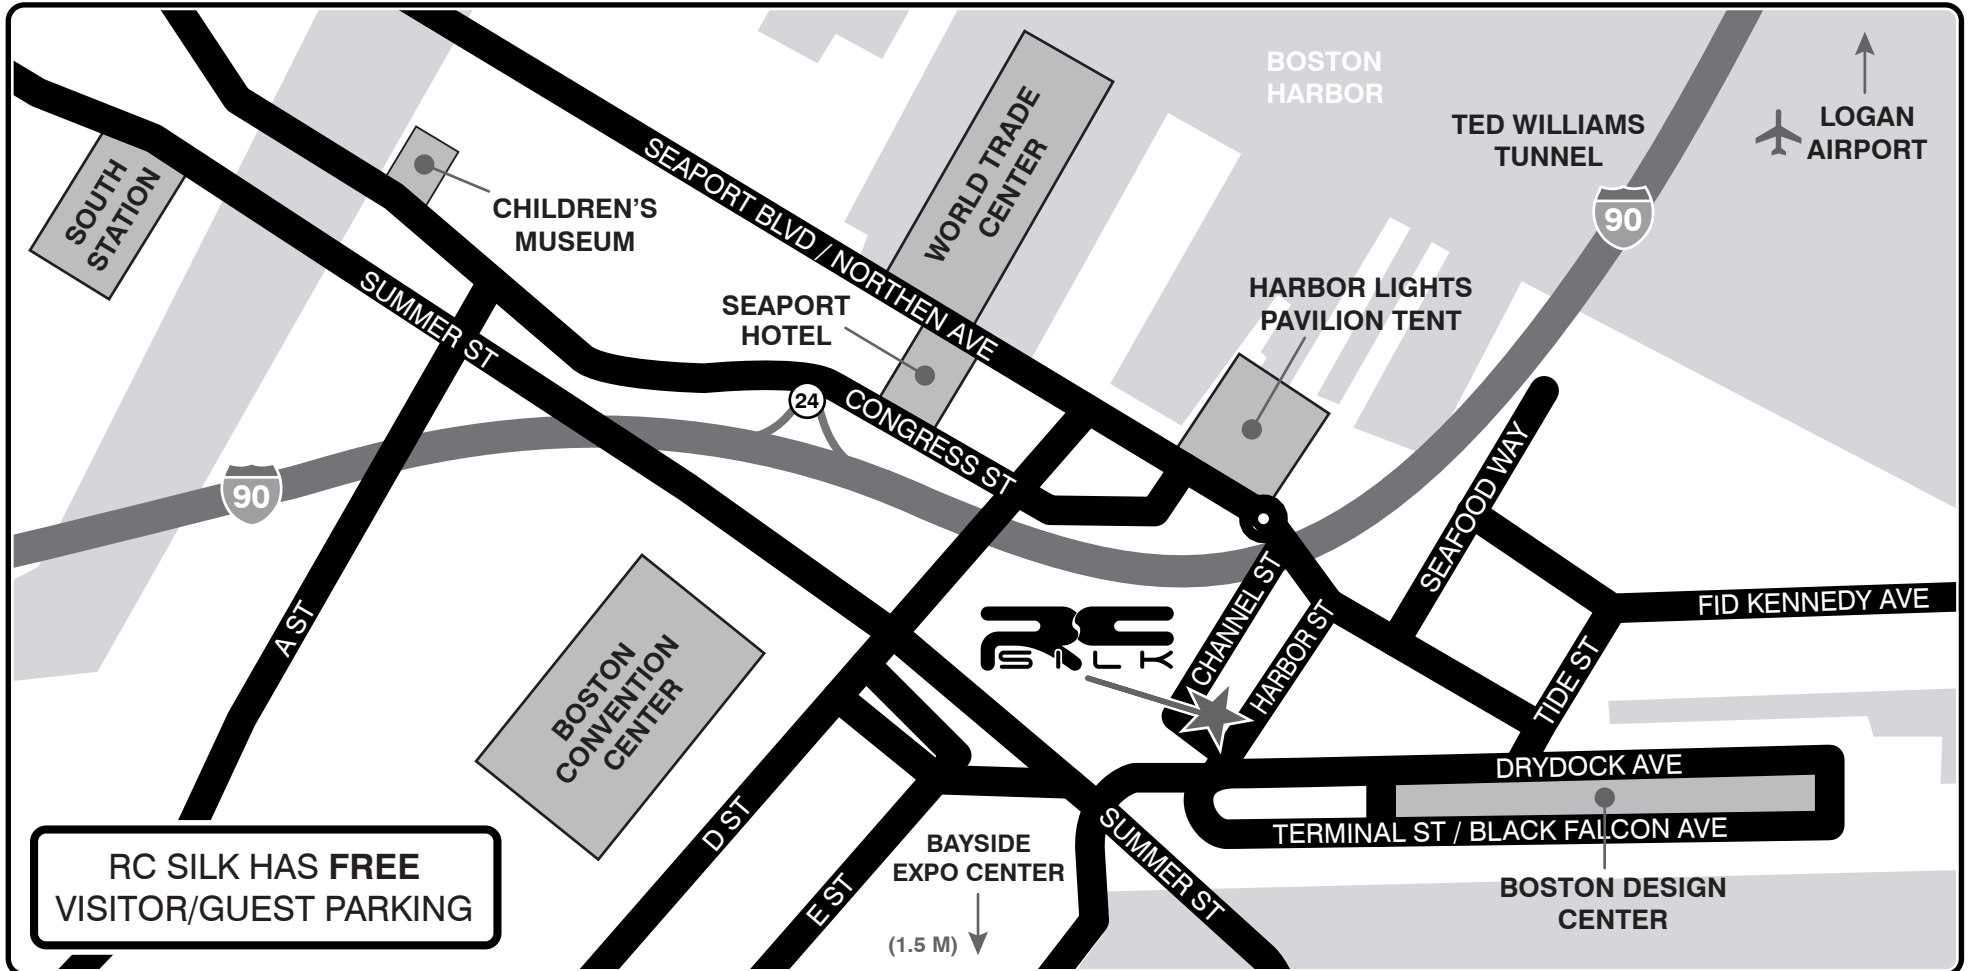 BOSTON
HARBOR
LOGAN
AIRPORT
TED WILLIAMS
TUNNEL
90
WORLD TRADE
CENTER
SEAPORT BLVD / NORTHEN AVE
SOUTH
STATION
CHILDREN'S
MUSEUM
SUMMER ST
SEAPORT
HOTEL
HARBOR LIGHTS
PAVILION TENT
24
CONGRESS ST
90
SEAFOOD WAY
A ST
BOSTON
CONVENTION
CENTER
RC
SILK
CHANNEL ST
HARBOR ST
FID KENNEDY AVE
TIDE ST
DRYDOCK AVE
TERMINAL ST / BLACK FALCON AVE
D ST
E ST
SUMMER ST
BAYSIDE
EXPO CENTER
(1.5 M)
BOSTON DESIGN
CENTER
RC SILK HAS FREE
VISITOR/GUEST PARKING